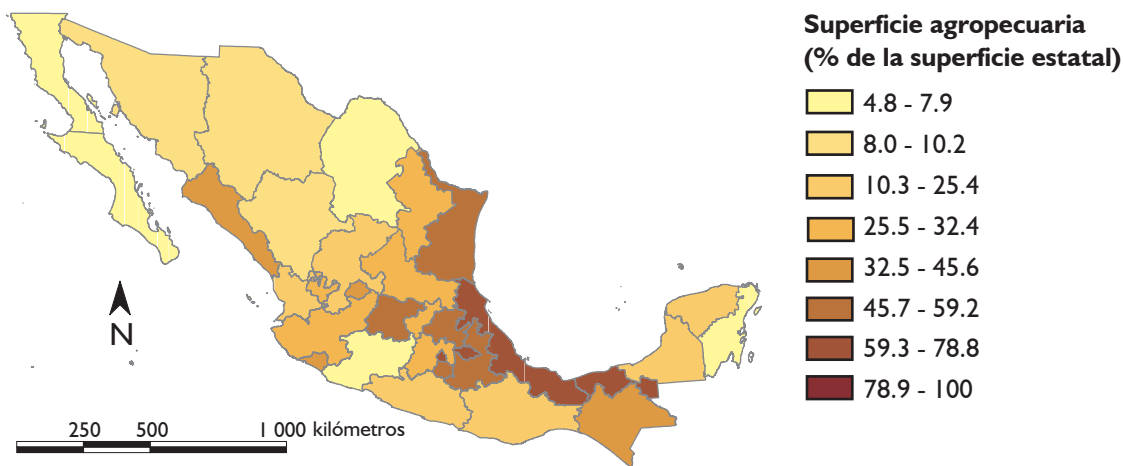 Superficie agropecuaria
(% de la superficie estatal)
4.8 - 7.9
8.0 - 10.2
10.3 - 25.4
25.5 - 32.4
32.5 - 45.6
45.7 - 59.2
59.3 - 78.8
78.9 - 100
N
250 500 1 000 kilómetros